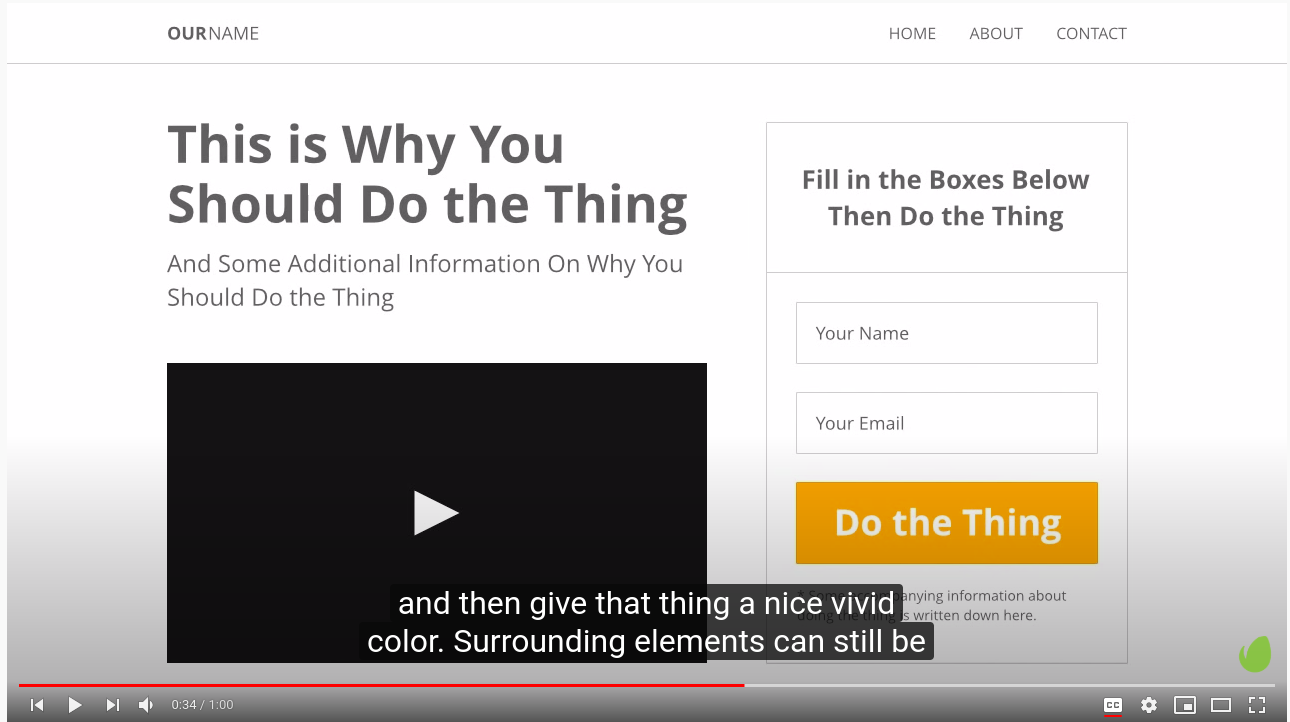 OURNAME
HOME ABOUT CONTACT
This is Why You
Should Do the Thing
And Some Additional Information On Why You
Should Do the Thing
Fill in the Boxes Below
Then Do the Thing
Your Name
Your Email
Do the Thing
* Some accompanying information about
doing the thing is written down here.
and then give that thing a nice vivid
color. Surrounding elements can still be
0:34 / 1:00
CC